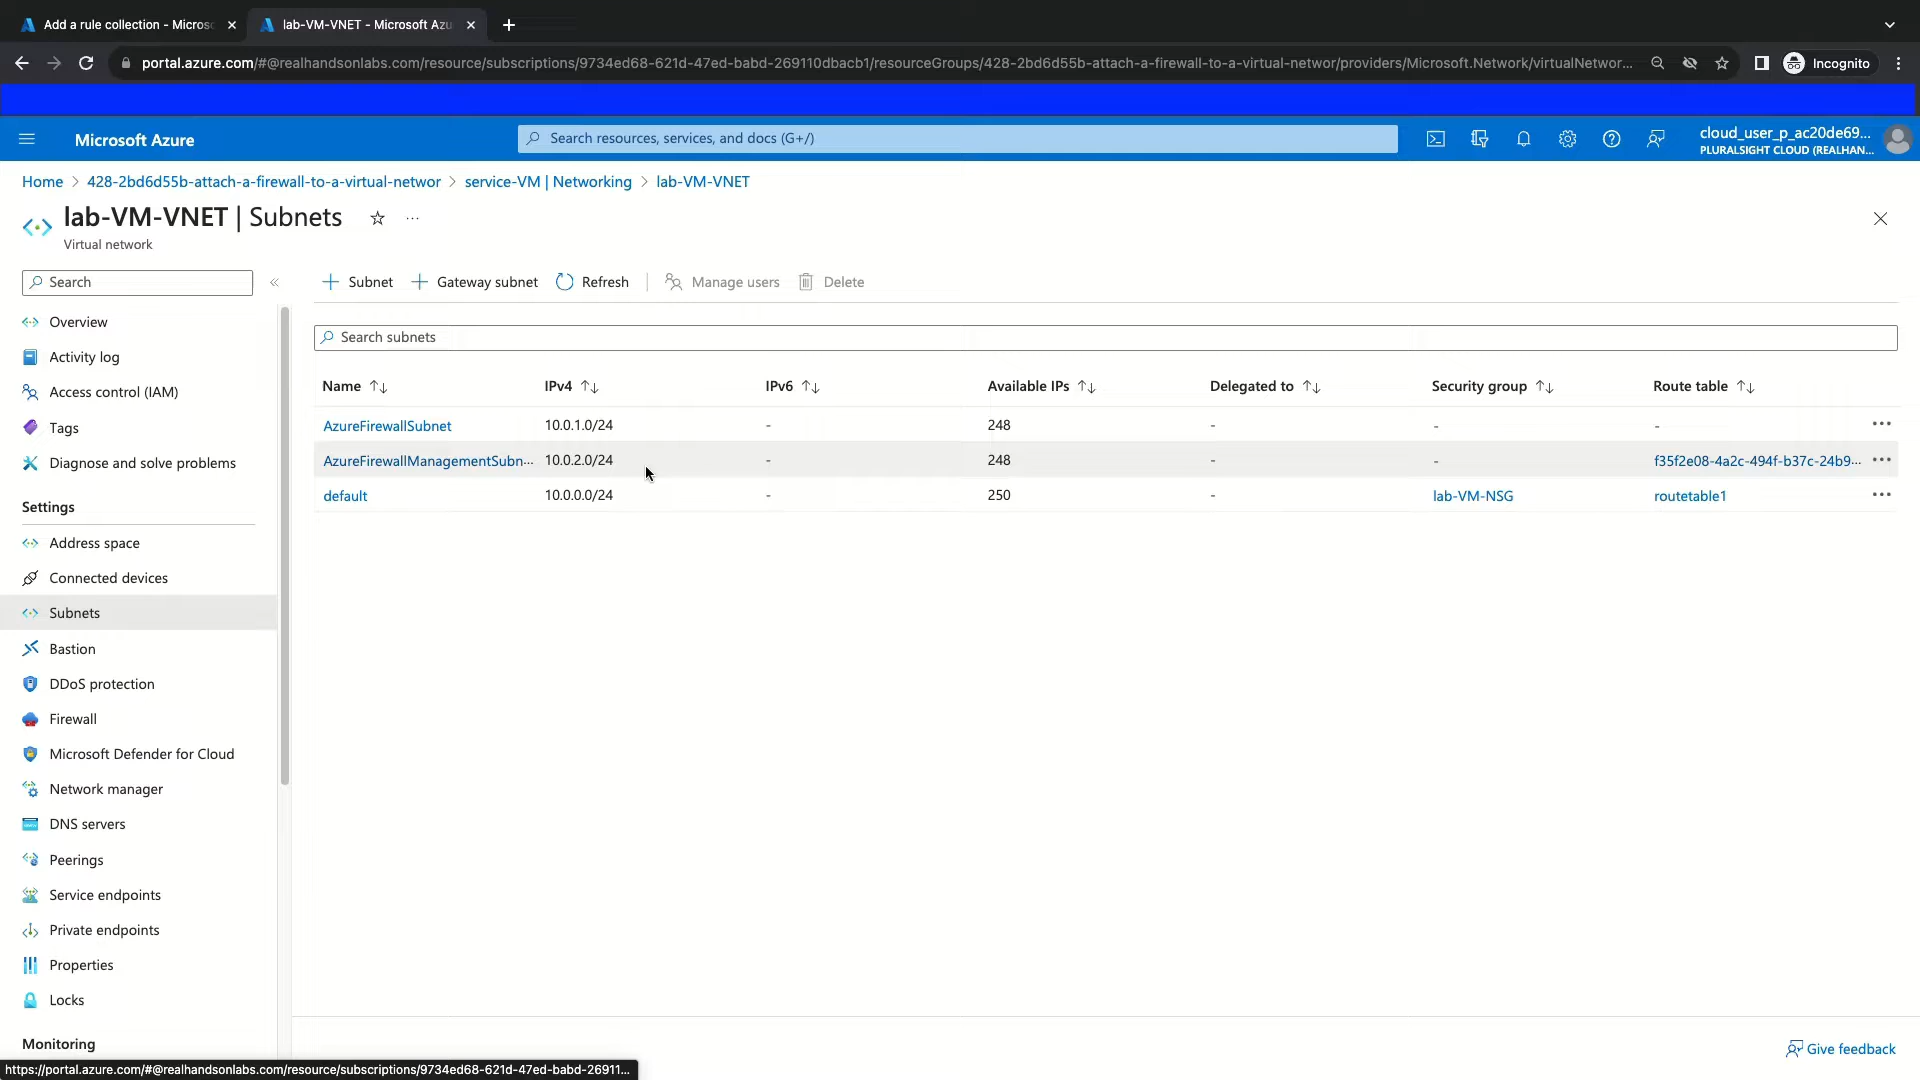 Add a rule collection - Micros
lab-VM-VNET - Microsoft Azu
portal.azure.com/#@realhandsonlabs.com/resource/subscriptions/9734ed68-621d-47ed-babd-269110dbacb1/resourceGroups/428-2bd6d55b-attach-a-firewall-to-a-virtual-networ/providers/Microsoft.Network/virtualNetwor...
Incognito
Microsoft Azure
Search resources, services, and docs (G+/)
cloud_user_p_ac20de69...
PLURALSIGHT CLOUD (REALHAN...
Home > 428-2bd6d55b-attach-a-firewall-to-a-virtual-networ > service-VM | Networking > lab-VM-VNET
lab-VM-VNET | Subnets
Virtual network
Search
Overview
Activity log
Access control (IAM)
Tags
Diagnose and solve problems
Settings
Address space
Connected devices
Subnets
Bastion
DDoS protection
Firewall
Microsoft Defender for Cloud
Network manager
DNS servers
Peerings
Service endpoints
Private endpoints
Properties
Locks
Monitoring
Subnet Gateway subnet Refresh Manage users Delete
Search subnets
Name IPv4 IPv6 Available IPs Delegated to Security group Route table
AzureFirewallSubnet 10.0.1.0/24 - 248 - - -
AzureFirewallManagementSubn... 10.0.2.0/24 - 248 - - f35f2e08-4a2c-494f-b37c-24b9...
default 10.0.0.0/24 - 250 - lab-VM-NSG routetable1
Give feedback
https://portal.azure.com/#@realhandsonlabs.com/resource/subscriptions/9734ed68-621d-47ed-babd-26911...